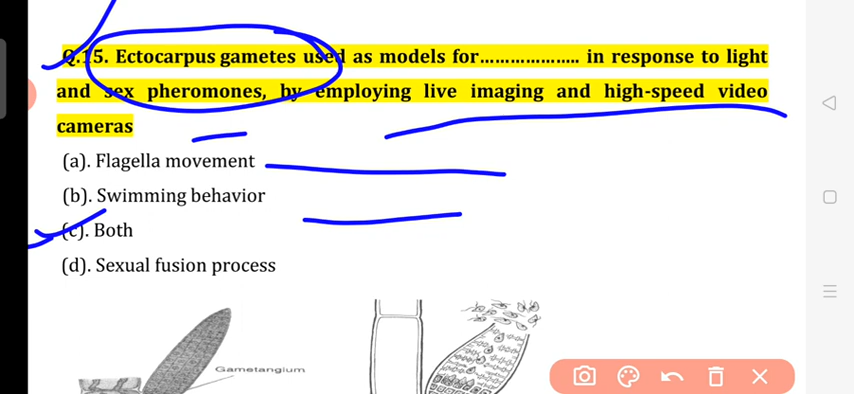 Q.15. Ectocarpus gametes used as models for………………… in response to light
and sex pheromones, by employing live imaging and high-speed video
cameras
(a). Flagella movement
(b). Swimming behavior
(c). Both
(d). Sexual fusion process
Gametangium